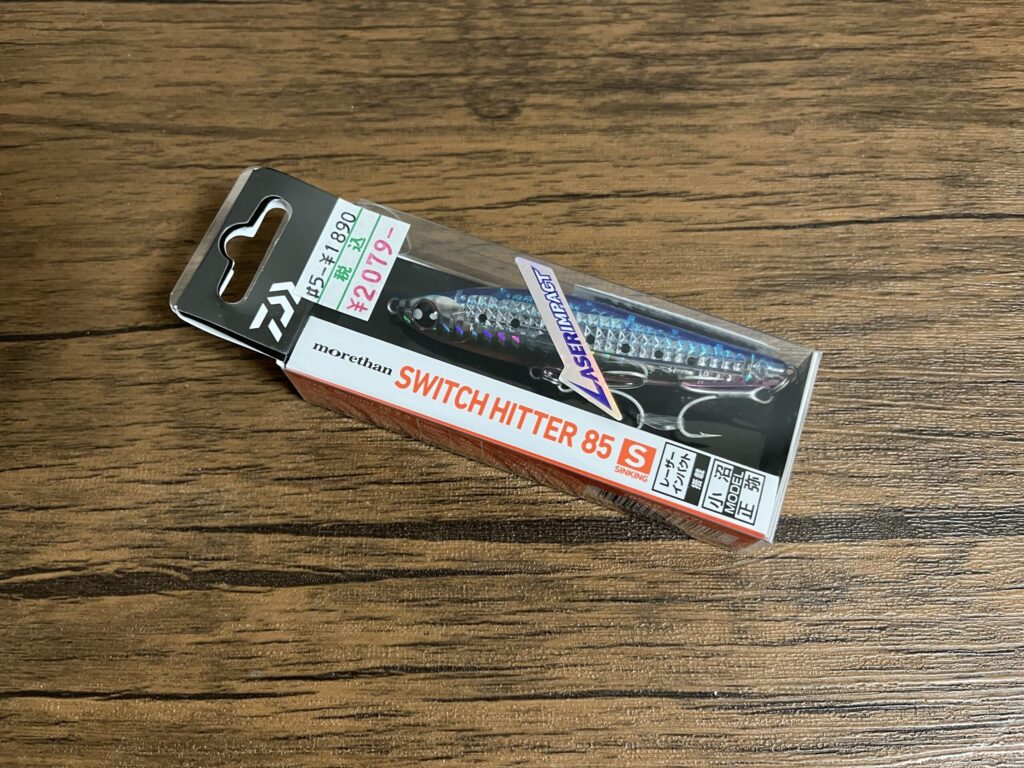 ♯5-¥1890
税込
¥2079-
LASER IMPACT
morethan
SWITCH HITTER 85
S
SINKING
レーザー
インパクト
搭載
小沼
MODEL
正弥